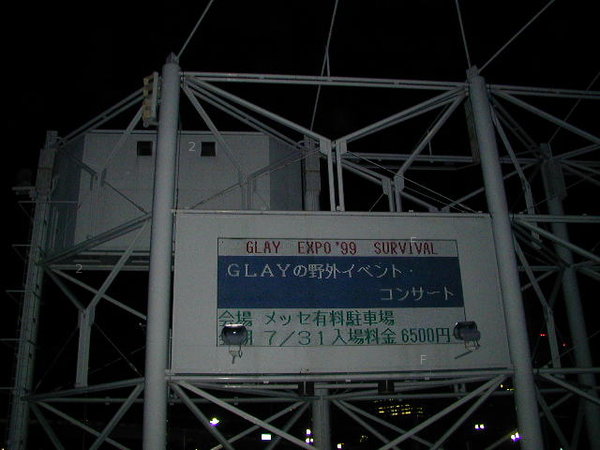 GLAY EXPO '99 SURVIVAL
GLAYの野外イベント・
コンサート
会場 メッセ有料駐車場
7/31入場料金 6500円